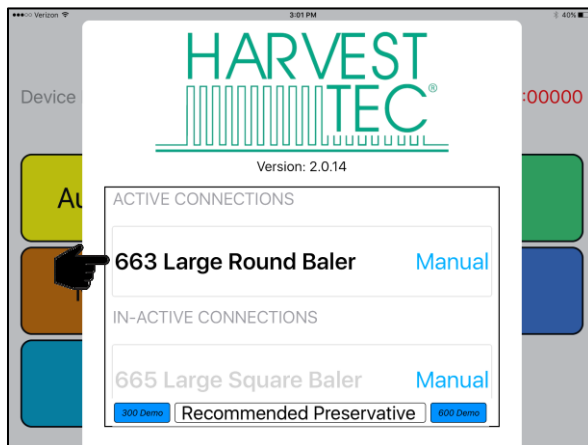 Verizon 3:01 PM 40%
HARVEST
TEC®
Device :00000
Version: 2.0.14
Au
ACTIVE CONNECTIONS
663 Large Round Baler Manual
IN-ACTIVE CONNECTIONS
665 Large Square Baler Manual
300 Demo Recommended Preservative 600 Demo